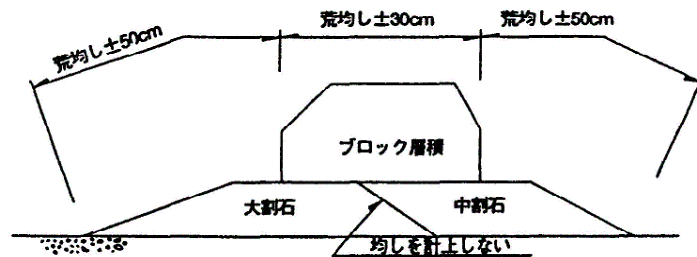 荒均し±50cm
荒均し±30cm
荒均し±50cm
ブロック層積
大割石
中割石
均しを計上しない